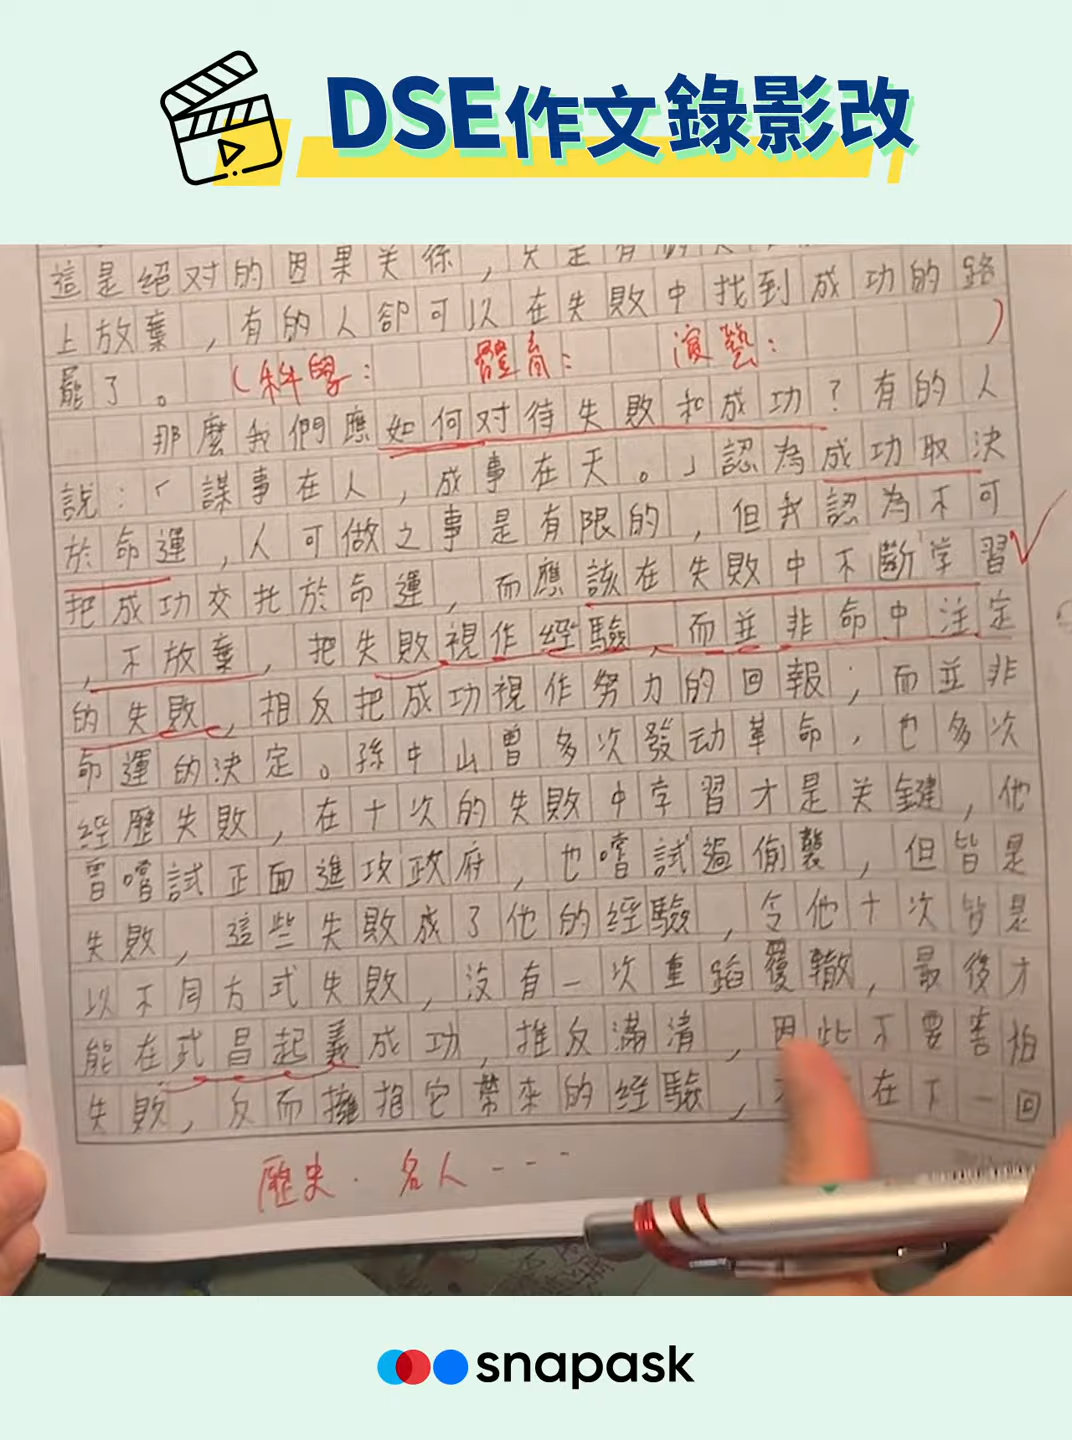 DSE作文錄影改
這是絕对的因果关係，只是有的人
上放棄，有的人卻可以在失敗中找到成功的路
罷了。
（科學： 體育： 演藝： ）
那麼我們應如何对待失敗和成功？有的人
說：「謀事在人，成事在天。」認為成功取決
於命運，人可做之事是有限的，但我認為不可
把成功交托於命運，而應該在失敗中不斷学習
，不放棄，把失敗視作經驗，而並非命中注定
的失敗，相反把成功視作努力的回報；而並非
命運的決定。孫中山曾多次發动革命，也多次
經歷失敗，在十次的失敗中字習才是关鍵，他
曾嚐試正面進攻政府，也嚐試過偷襲，但皆是
失敗，這些失敗成了他的經驗，令他十次皆是
以不同方式失敗，沒有一次重蹈覆轍，最後才
能在式昌起義成功，推反滿清，因此不要害怕
失敗，反而擁抱它帶來的經驗，在下一回
歷史．名人---
snapask